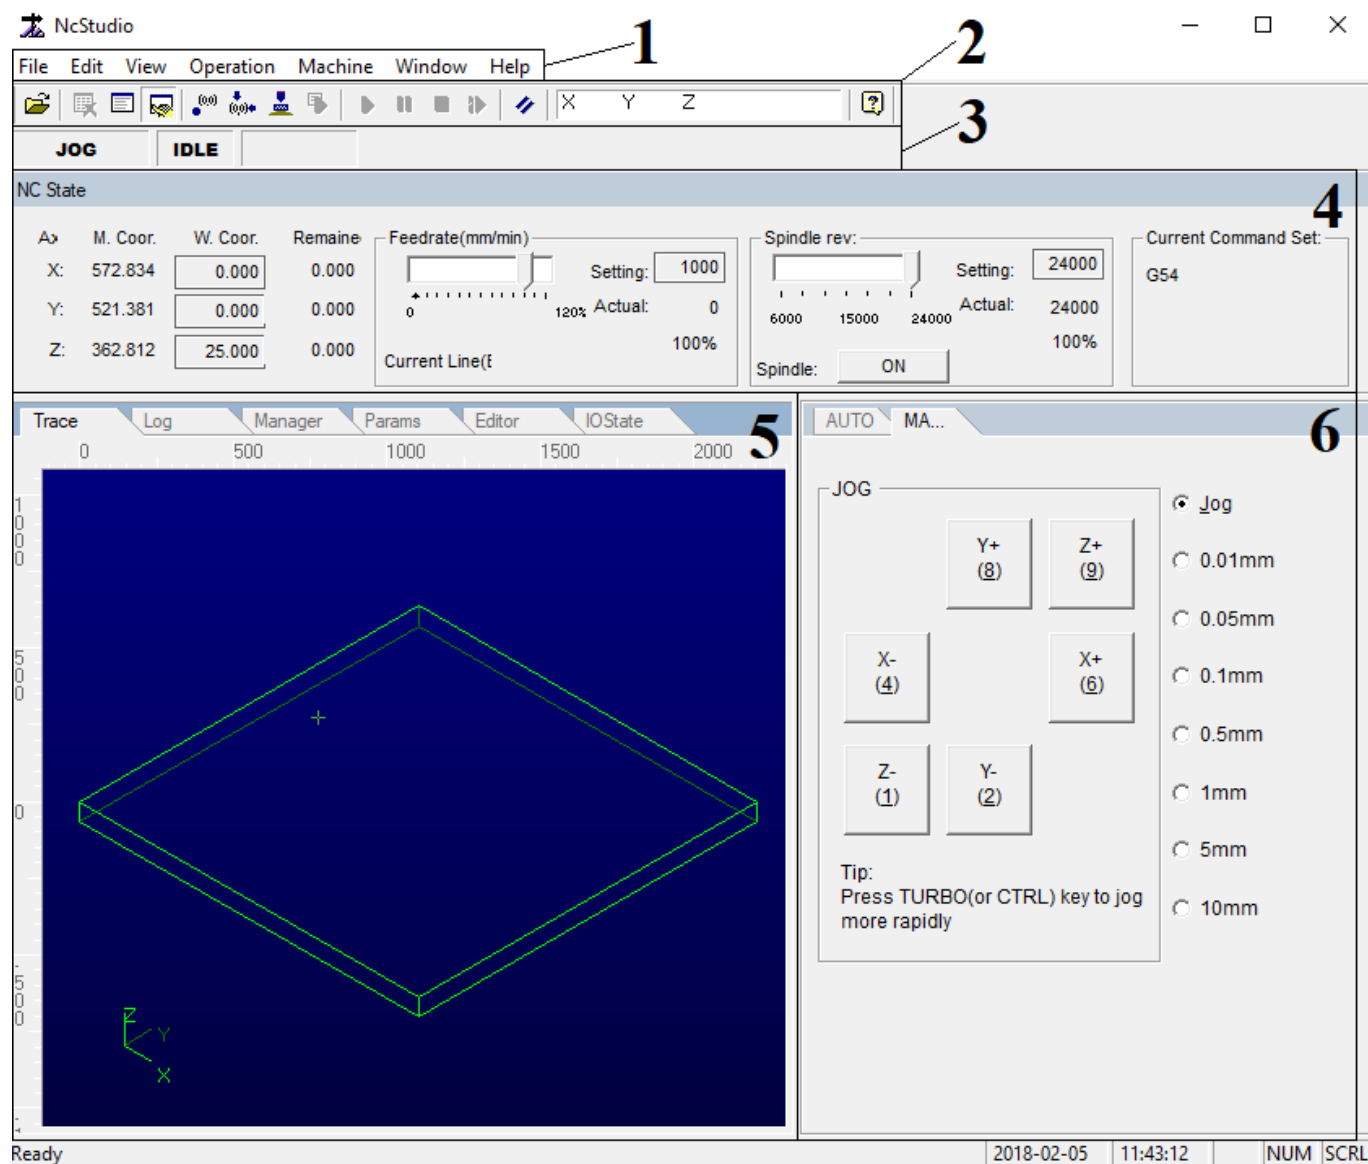 NcStudio
1
2
File Edit View Operation Machine Window Help
X Y Z
3
JOG IDLE
NC State
4
Ax M. Coor. W. Coor. Remaine Feedrate(mm/min) Spindle rev: Current Command Set:
X: 572.834 0.000 0.000 Setting: 1000 Setting: 24000 G54
Y: 521.381 0.000 0.000 0 120% Actual: 0 6000 15000 24000 Actual: 24000
Z: 362.812 25.000 0.000 100% 100%
Current Line(E Spindle: ON
Trace Log Manager Params Editor IOState 5 AUTO MA... 6
0 500 1000 1500 2000
1000
500
0
-500
Z
Y
X
JOG
Jog
Y+ Z+
(8) (9)
0.01mm
0.05mm
X- X+
(4) (6)
0.1mm
0.5mm
Z- Y-
(1) (2)
1mm
5mm
Tip:
Press TURBO(or CTRL) key to jog
more rapidly
10mm
Ready 2018-02-05 11:43:12 NUM SCRL